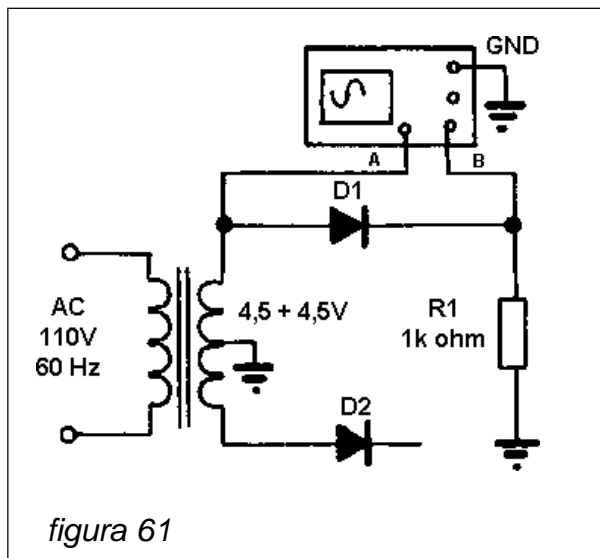 GND
A B
D1
AC
110V
60 Hz
4,5 + 4,5V
R1
1k ohm
D2
figura 61